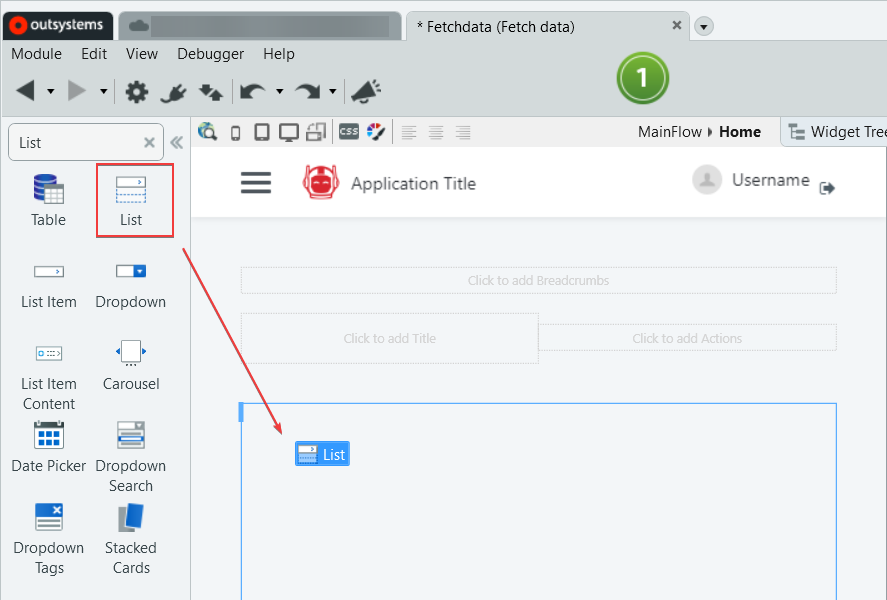 outsystems
* Fetchdata (Fetch data)
Module Edit View Debugger Help
1
List
CSS
MainFlow Home
Widget Tree
Table
List
List Item
Dropdown
List Item
Content
Carousel
Date Picker
Dropdown
Search
Dropdown
Tags
Stacked
Cards
Application Title
Username
Click to add Breadcrumbs
Click to add Title
Click to add Actions
List